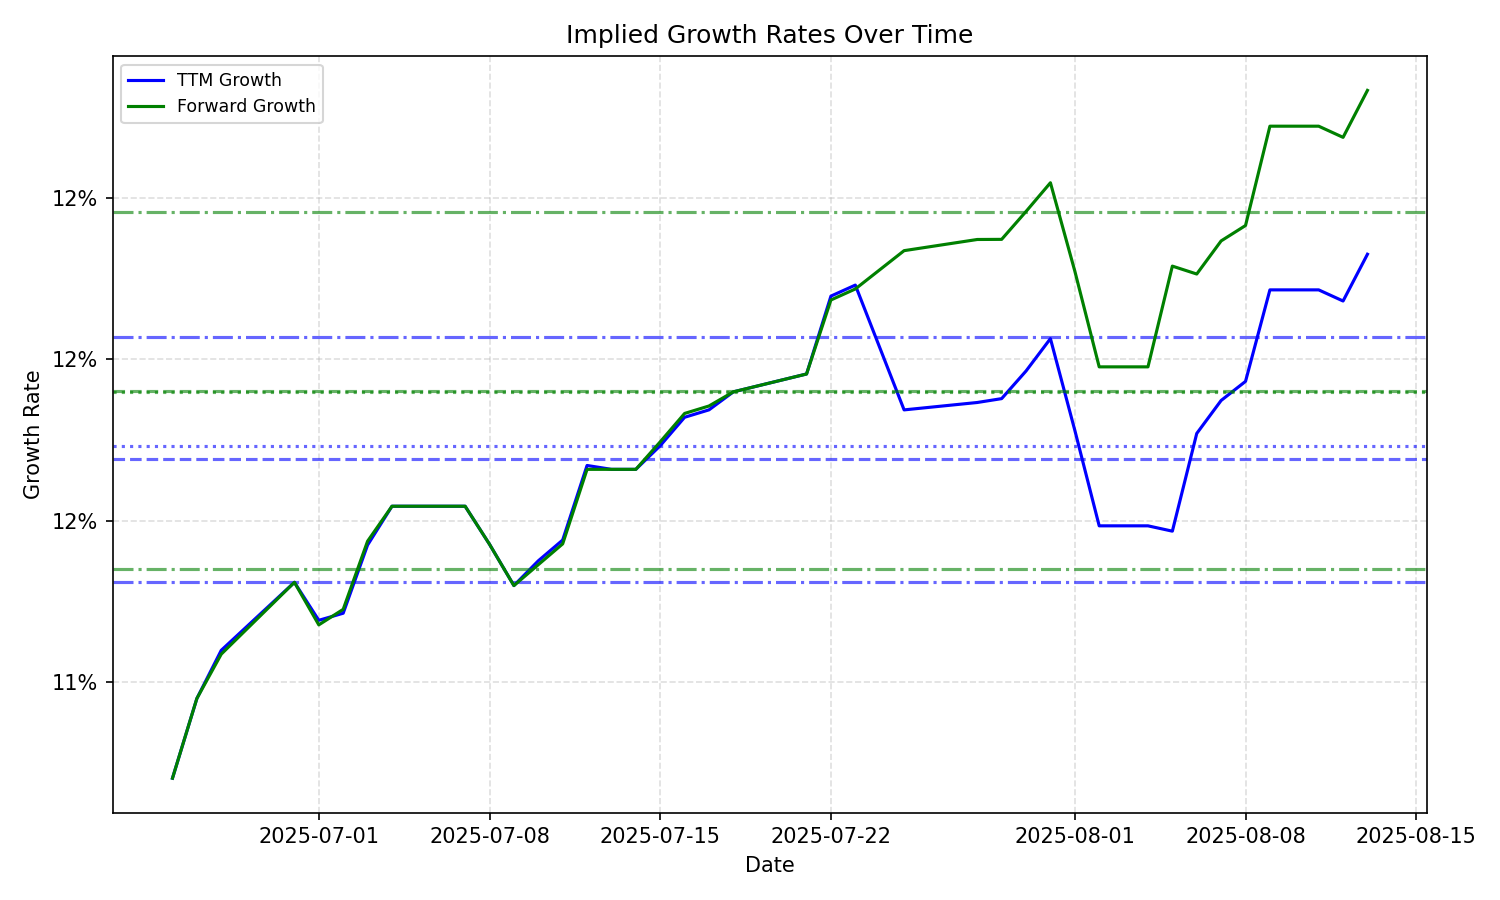 Implied Growth Rates Over Time
TTM Growth
Forward Growth
12%
12%
12%
11%
Growth Rate
2025-07-01
2025-07-08
2025-07-15
2025-07-22
2025-08-01
2025-08-08
2025-08-15
Date